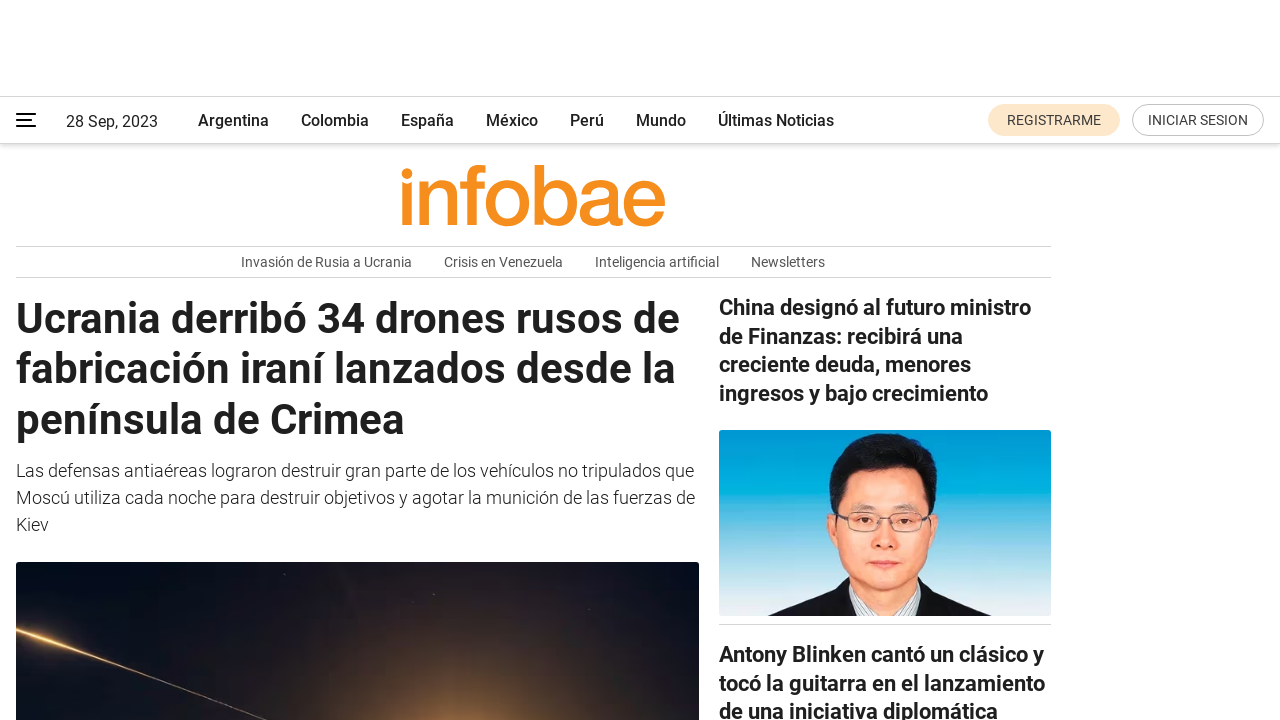 28 Sep, 2023
Argentina
Colombia
España
México
Perú
Mundo
Últimas Noticias
REGISTRARME
INICIAR SESION
infobae
Invasión de Rusia a Ucrania
Crisis en Venezuela
Inteligencia artificial
Newsletters
Ucrania derribó 34 drones rusos de
fabricación iraní lanzados desde la
península de Crimea
Las defensas antiaéreas lograron destruir gran parte de los vehículos no tripulados que
Moscú utiliza cada noche para destruir objetivos y agotar la munición de las fuerzas de
Kiev
China designó al futuro ministro
de Finanzas: recibirá una
creciente deuda, menores
ingresos y bajo crecimiento
Antony Blinken cantó un clásico y
tocó la guitarra en el lanzamiento
de una iniciativa diplomática